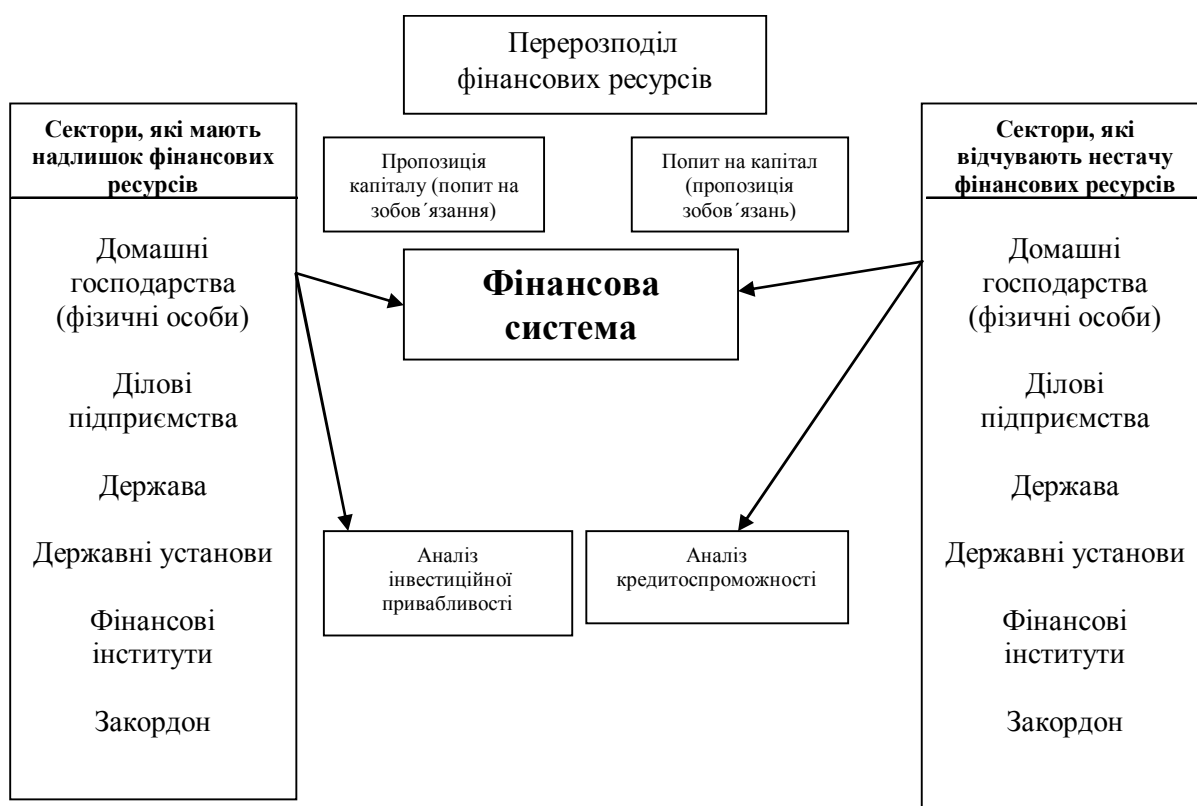 Перерозподіл
фінансових ресурсів
Сектори, які мають
надлишок фінансових
ресурсів
Домашні
господарства
(фізичні особи)
Ділові
підприємства
Держава
Державні установи
Фінансові
інститути
Закордон
Пропозиція
капіталу (попит на
зобов´язання)
Попит на капітал
(пропозиція
зобов´язань)
Фінансова
система
Аналіз
інвестиційної
привабливості
Аналіз
кредитоспроможності
Сектори, які
відчувають нестачу
фінансових ресурсів
Домашні
господарства
(фізичні особи)
Ділові
підприємства
Держава
Державні установи
Фінансові
інститути
Закордон